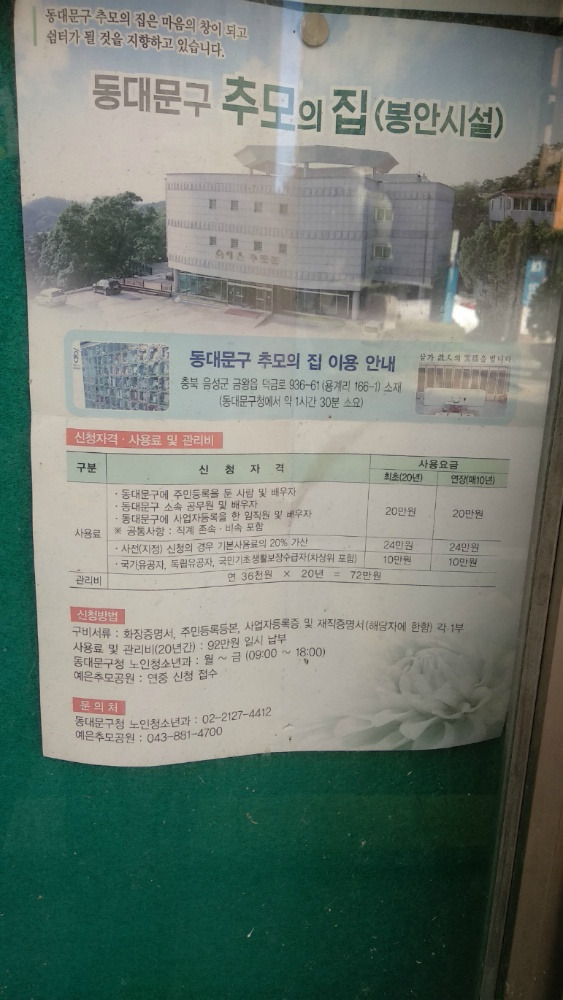 동대문구 추모의 집은 마음의 창이 되고
쉼터가 될 것을 지향하고 있습니다.
동대문구 추모의 집(봉안시설)
동대문구 추모의 집 이용 안내
충북 음성군 금왕읍 덕금로 936-61(용계리 166-1) 소재
(동대문구청에서 약 1시간 30분 소요)
신청자격·사용료 및 관리비
구분 신청자격 사용요금
최초(20년) 연장(매10년)
사용료
· 동대문구에 주민등록을 둔 사람 및 배우자
· 동대문구 소속 공무원 및 배우자
· 동대문구에 사업자등록을 한 임직원 및 배우자
※ 공통사항 : 직계 존속·비속 포함
20만원 20만원
· 사전(지정) 신청의 경우 기본사용료의 20% 가산 24만원 24만원
· 국가유공자, 독립유공자, 국민기초생활보장수급자(차상위 포함) 10만원 10만원
관리비 연 36천원 × 20년 = 72만원
신청방법
구비서류 : 화장증명서, 주민등록등본, 사업자등록증 및 재직증명서(해당자에 한함) 각 1부
사용료 및 관리비(20년간) : 92만원 일시 납부
동대문구청 노인청소년과 : 월 ~ 금 (09:00 ~ 18:00)
예은추모공원 : 연중 신청 접수
문의처
동대문구청 노인청소년과 : 02-2127-4412
예은추모공원 : 043-881-4700